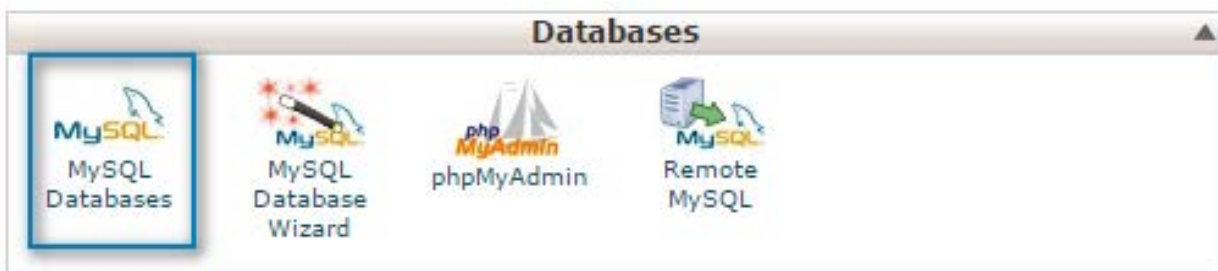 Databases
MySQL
MySQL
Databases
MySQL
MySQL
Database
Wizard
php
MyAdmin
phpMyAdmin
MySQL
Remote
MySQL